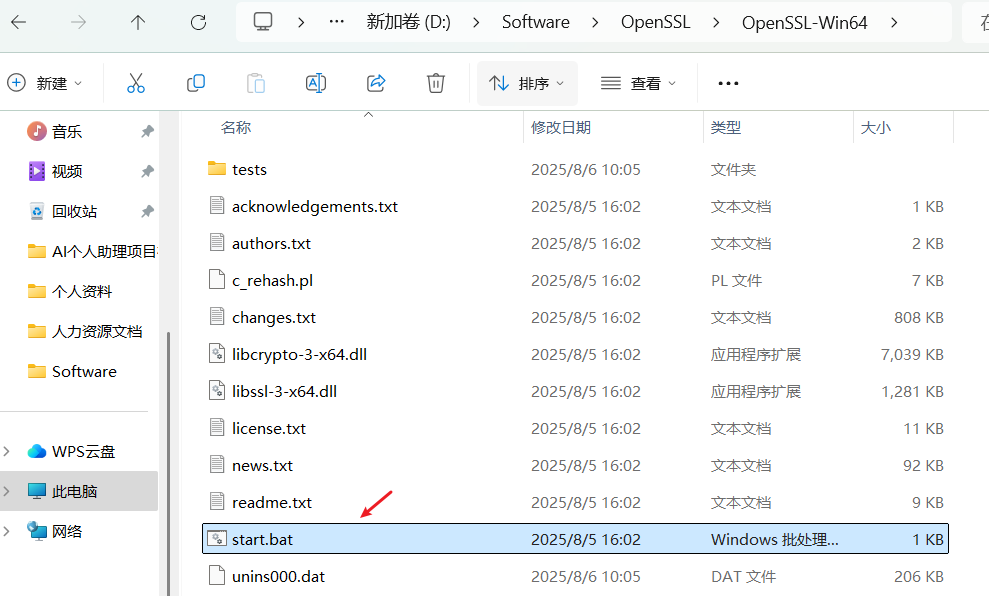 ··· 新加卷 (D:) Software OpenSSL OpenSSL-Win64 在
新建 排序 查看 ···
音乐
视频
回收站
AI个人助理项目
个人资料
人力资源文档
Software
WPS云盘
此电脑
网络
名称 修改日期 类型 大小
tests 2025/8/6 10:05 文件夹
acknowledgements.txt 2025/8/5 16:02 文本文档 1 KB
authors.txt 2025/8/5 16:02 文本文档 2 KB
c_rehash.pl 2025/8/5 16:02 PL 文件 7 KB
changes.txt 2025/8/5 16:02 文本文档 808 KB
libcrypto-3-x64.dll 2025/8/5 16:02 应用程序扩展 7,039 KB
libssl-3-x64.dll 2025/8/5 16:02 应用程序扩展 1,281 KB
license.txt 2025/8/5 16:02 文本文档 11 KB
news.txt 2025/8/5 16:02 文本文档 92 KB
readme.txt 2025/8/5 16:02 文本文档 9 KB
start.bat 2025/8/5 16:02 Windows 批处理... 1 KB
unins000.dat 2025/8/6 10:05 DAT 文件 206 KB